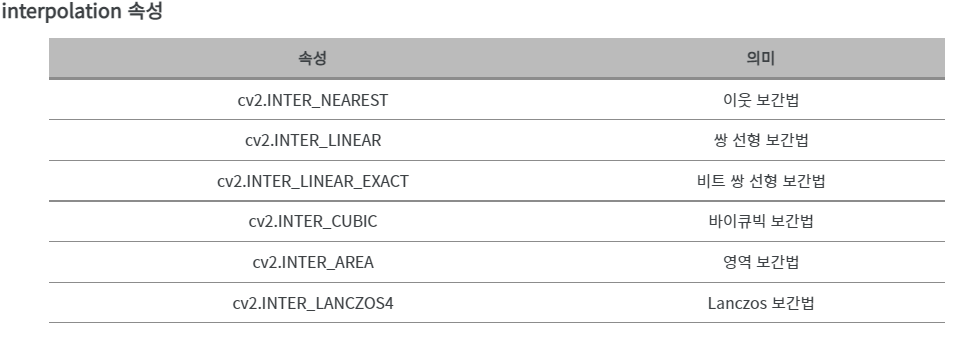 interpolation 속성
속성 의미
cv2.INTER_NEAREST 이웃 보간법
cv2.INTER_LINEAR 쌍 선형 보간법
cv2.INTER_LINEAR_EXACT 비트 쌍 선형 보간법
cv2.INTER_CUBIC 바이큐빅 보간법
cv2.INTER_AREA 영역 보간법
cv2.INTER_LANCZOS4 Lanczos 보간법